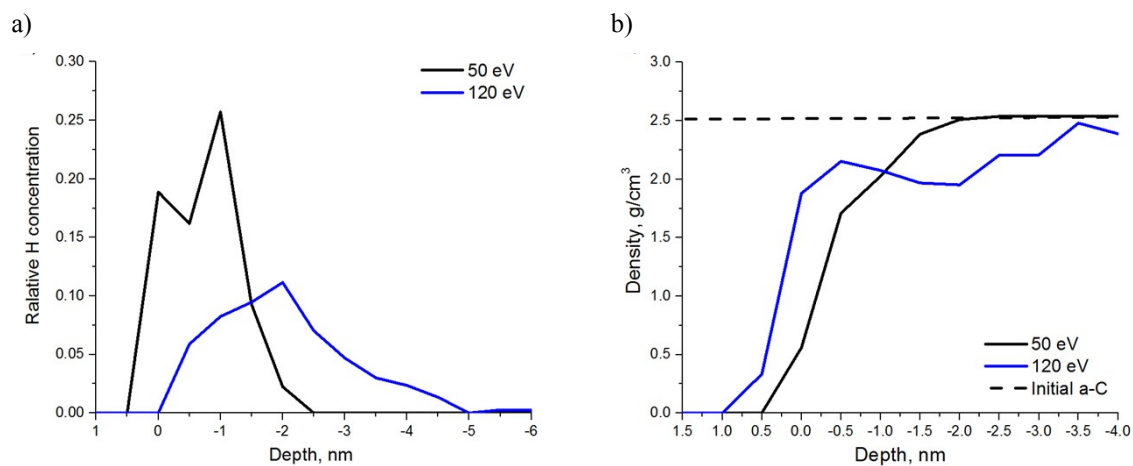 a)
b)
0.30
0.25
0.20
0.15
0.10
0.05
0.00
Ralative H concentration
50 eV
120 eV
1 0 -1 -2 -3 -4 -5 -6
Depth, nm
3.0
2.5
2.0
1.5
1.0
0.5
0.0
Density, g/cm³
50 eV
120 eV
Initial a-C
1.5 1.0 0.5 0.0 -0.5 -1.0 -1.5 -2.0 -2.5 -3.0 -3.5 -4.0
Depth, nm